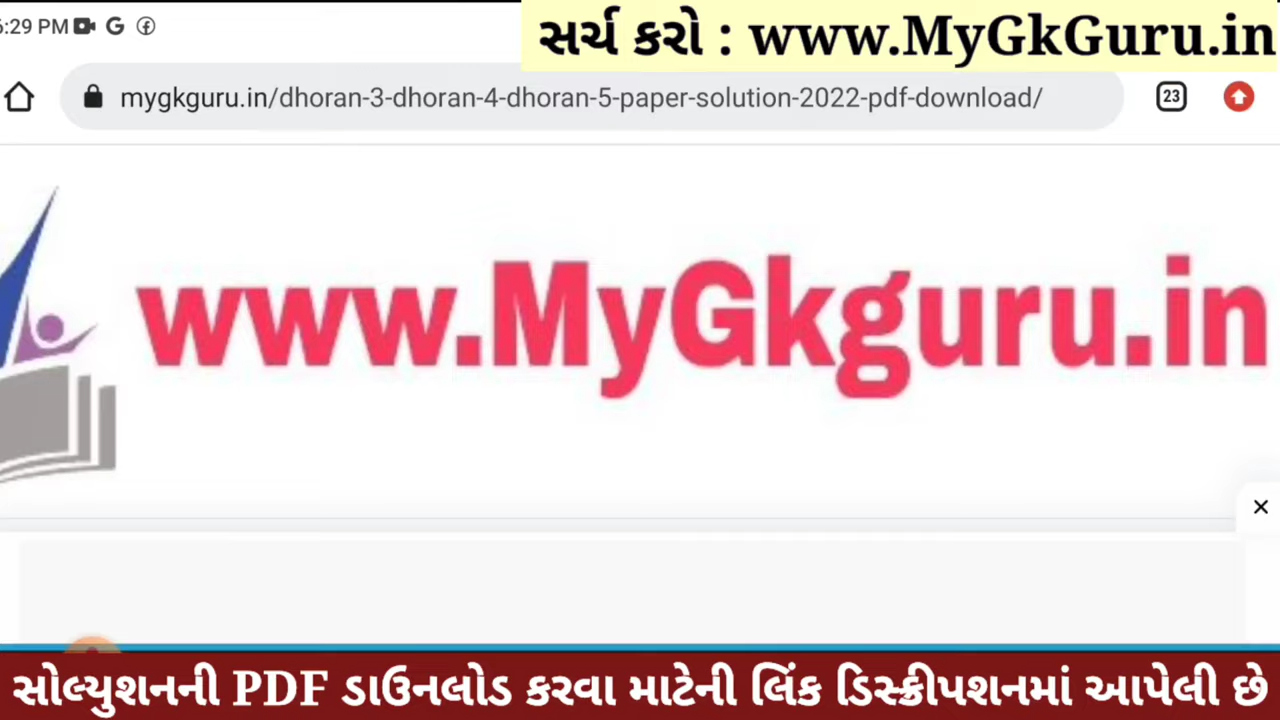 6:29 PM
સર્ચ કરો : www.MyGkGuru.in
mygkguru.in/dhoran-3-dhoran-4-dhoran-5-paper-solution-2022-pdf-download/
23
www.MyGkguru.in
સોલ્યુશનની PDF ડાઉનલોડ કરવા માટેની લિંક ડિસ્ક્રીપશનમાં આપેલી છે